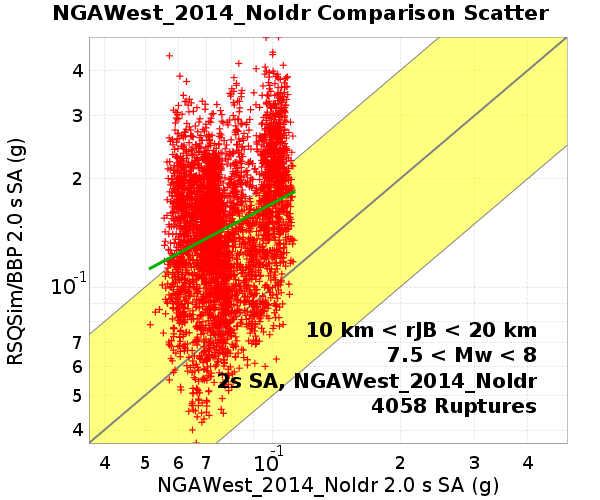 NGAWest_2014_NoIdr Comparison Scatter
RSQSim/BBP 2.0 s SA (g)
4
3
2
10^-1
7
6
5
4
10 km < rJB < 20 km
7.5 < Mw < 8
2s SA, NGAWest_2014_NoIdr
4058 Ruptures
4 5 6 7 10^-1 2 3 4
NGAWest_2014_NoIdr 2.0 s SA (g)